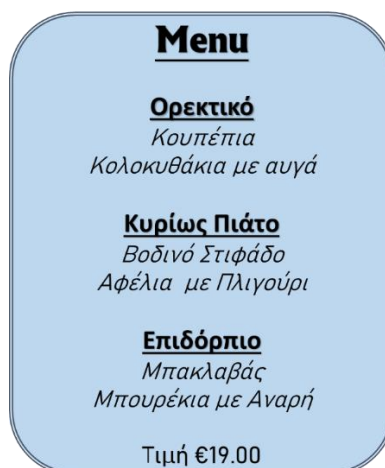 Menu
Ορεκτικό
Κουπέπια
Κολοκυθάκια με αυγά
Κυρίως Πιάτο
Βοδινό Στιφάδο
Αφέλια με Πλιγούρι
Επιδόρπιο
Μπακλαβάς
Μπουρέκια με Αναρή
Τιμή €19.00